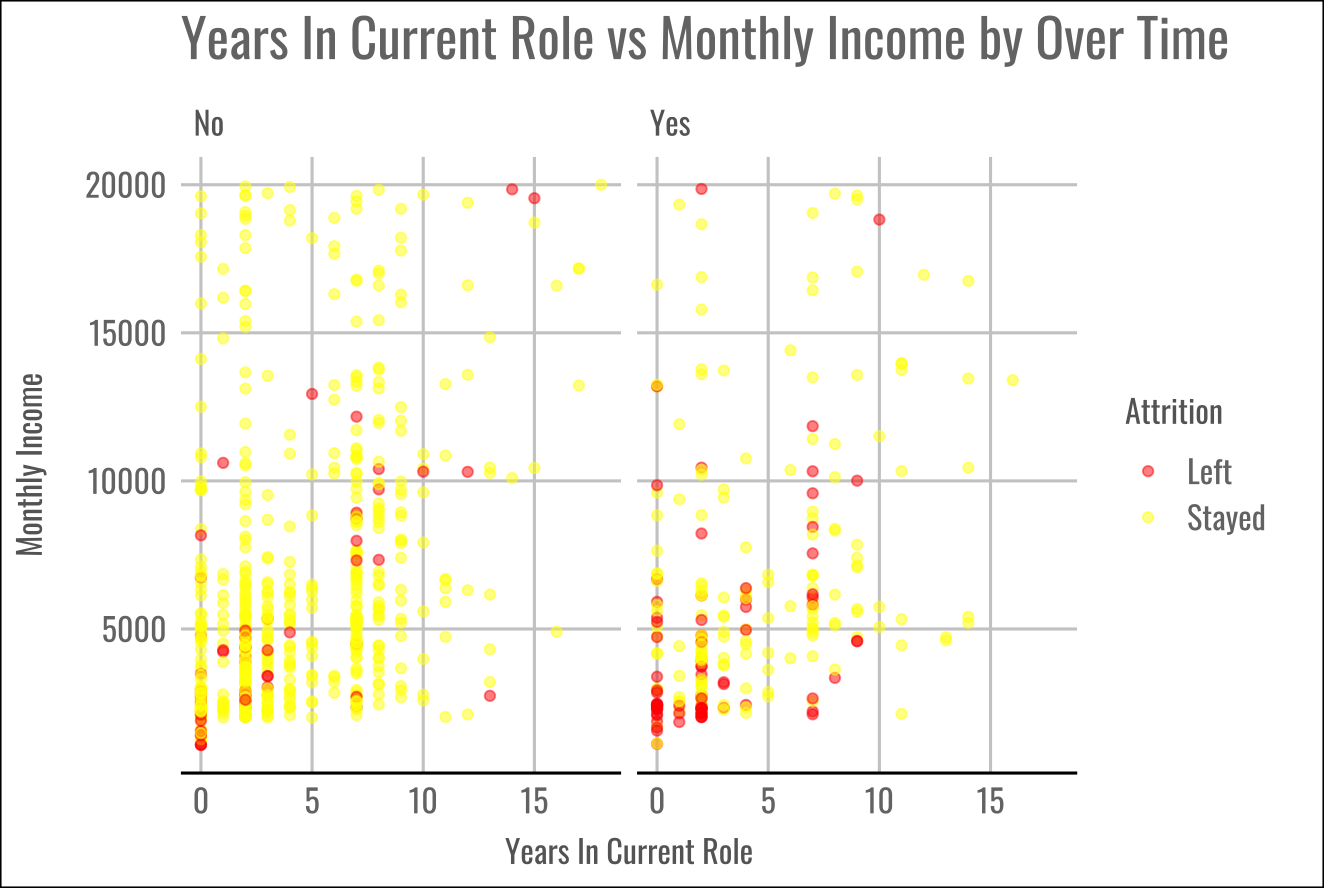 Years In Current Role vs Monthly Income by Over Time
No
Yes
20000
15000
10000
5000
Monthly Income
0 5 10 15
0 5 10 15
Years In Current Role
Attrition
Left
Stayed